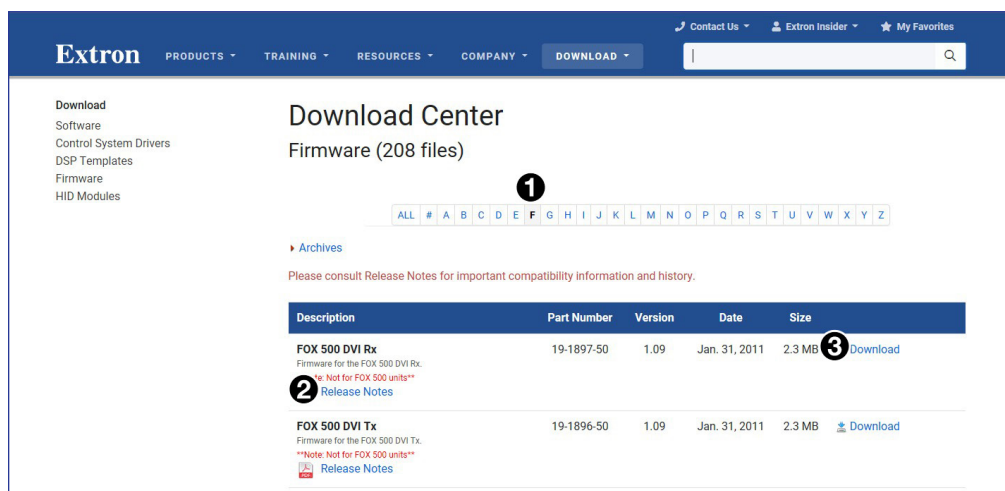 Contact Us Extron Insider My Favorites
Extron PRODUCTS TRAINING RESOURCES COMPANY DOWNLOAD
Download
Software
Control System Drivers
DSP Templates
Firmware
HID Modules
Download Center
Firmware (208 files)
1
ALL # A B C D E F G H I J K L M N O P Q R S T U V W X Y Z
Archives
Please consult Release Notes for important compatibility information and history.
Description Part Number Version Date Size
FOX 500 DVI Rx 19-1897-50 1.09 Jan. 31, 2011 2.3 MB 3 Download
Firmware for the FOX 500 DVI Rx.
te: Not for FOX 500 units**
2 Release Notes
FOX 500 DVI Tx 19-1896-50 1.09 Jan. 31, 2011 2.3 MB Download
Firmware for the FOX 500 DVI Tx.
**Note: Not for FOX 500 units**
PDF Release Notes